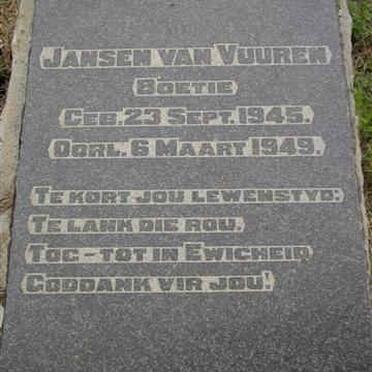 JANSEN VAN VUUREN
BOETIE
GEB. 23 SEPT. 1945.
OORL. 6 MAART 1949.
TE KORT JOU LEWENSTYD:
TE LANK DIE ROU.
TOG - TOT IN EWIGHEID
GODDANK VIR JOU!